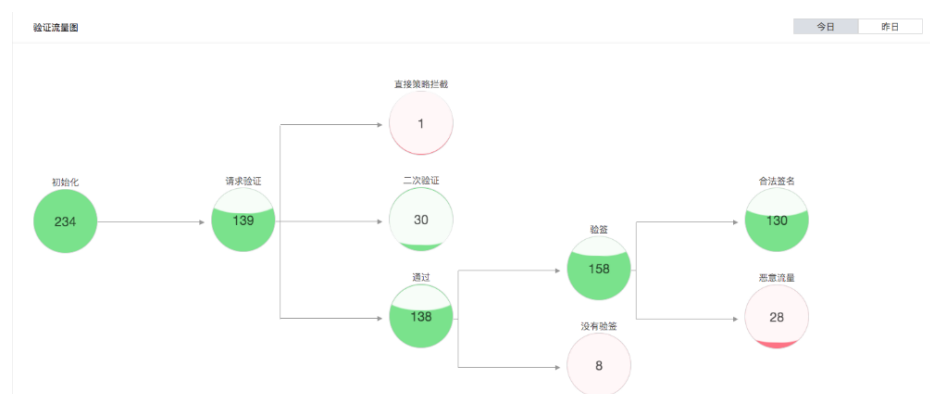 验证流量图
今日
昨日
直接策略拦截
1
初始化
234
请求验证
139
二次验证
30
合法签名
130
验签
158
通过
138
恶意流量
28
没有验签
8